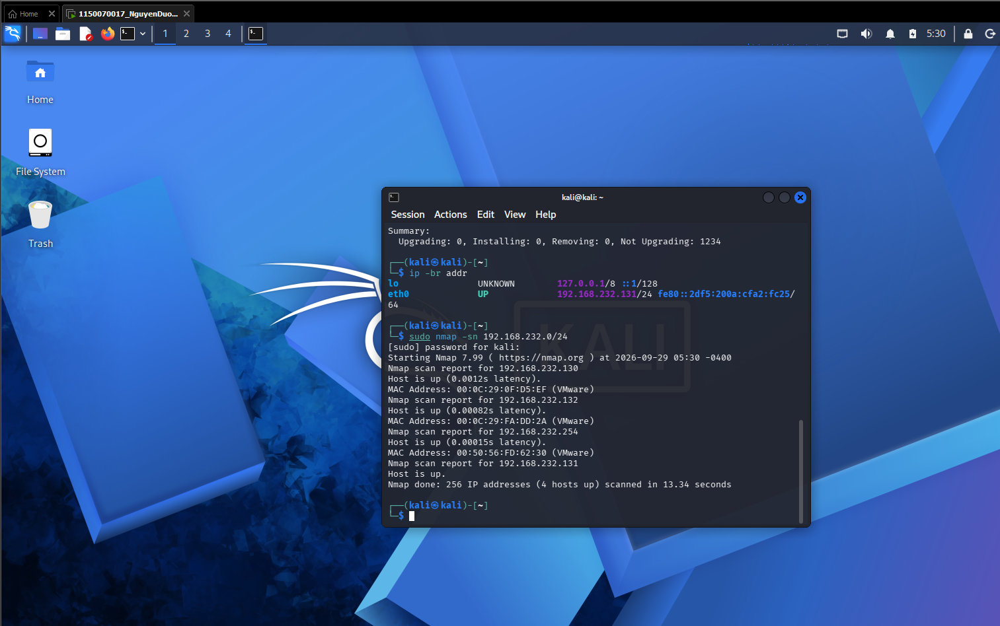 Home
1150070017_NguyenDuo...
1 2 3 4
5:30
Home
File System
Trash
kali@kali: ~
Session Actions Edit View Help
Summary:
  Upgrading: 0, Installing: 0, Removing: 0, Not Upgrading: 1234
┌──(kali㉿kali)-[~]
└─$ ip -br addr
lo               UNKNOWN        127.0.0.1/8 ::1/128
eth0             UP             192.168.232.131/24 fe80::2df5:200a:cfa2:fc25/
64
┌──(kali㉿kali)-[~]
└─$ sudo nmap -sn 192.168.232.0/24
[sudo] password for kali:
Starting Nmap 7.99 ( https://nmap.org ) at 2026-09-29 05:30 -0400
Nmap scan report for 192.168.232.130
Host is up (0.0012s latency).
MAC Address: 00:0C:29:0F:D5:EF (VMware)
Nmap scan report for 192.168.232.132
Host is up (0.00082s latency).
MAC Address: 00:0C:29:FA:DD:2A (VMware)
Nmap scan report for 192.168.232.254
Host is up (0.00015s latency).
MAC Address: 00:50:56:FD:62:30 (VMware)
Nmap scan report for 192.168.232.131
Host is up.
Nmap done: 256 IP addresses (4 hosts up) scanned in 13.34 seconds
┌──(kali㉿kali)-[~]
└─$
KALI